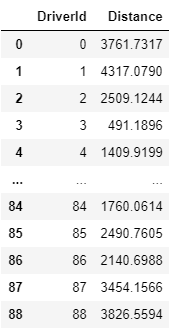 DriverId Distance
0 0 3761.7317
1 1 4317.0790
2 2 2509.1244
3 3 491.1896
4 4 1409.9199
... ... ...
84 84 1760.0614
85 85 2490.7605
86 86 2140.6988
87 87 3454.1566
88 88 3826.5594